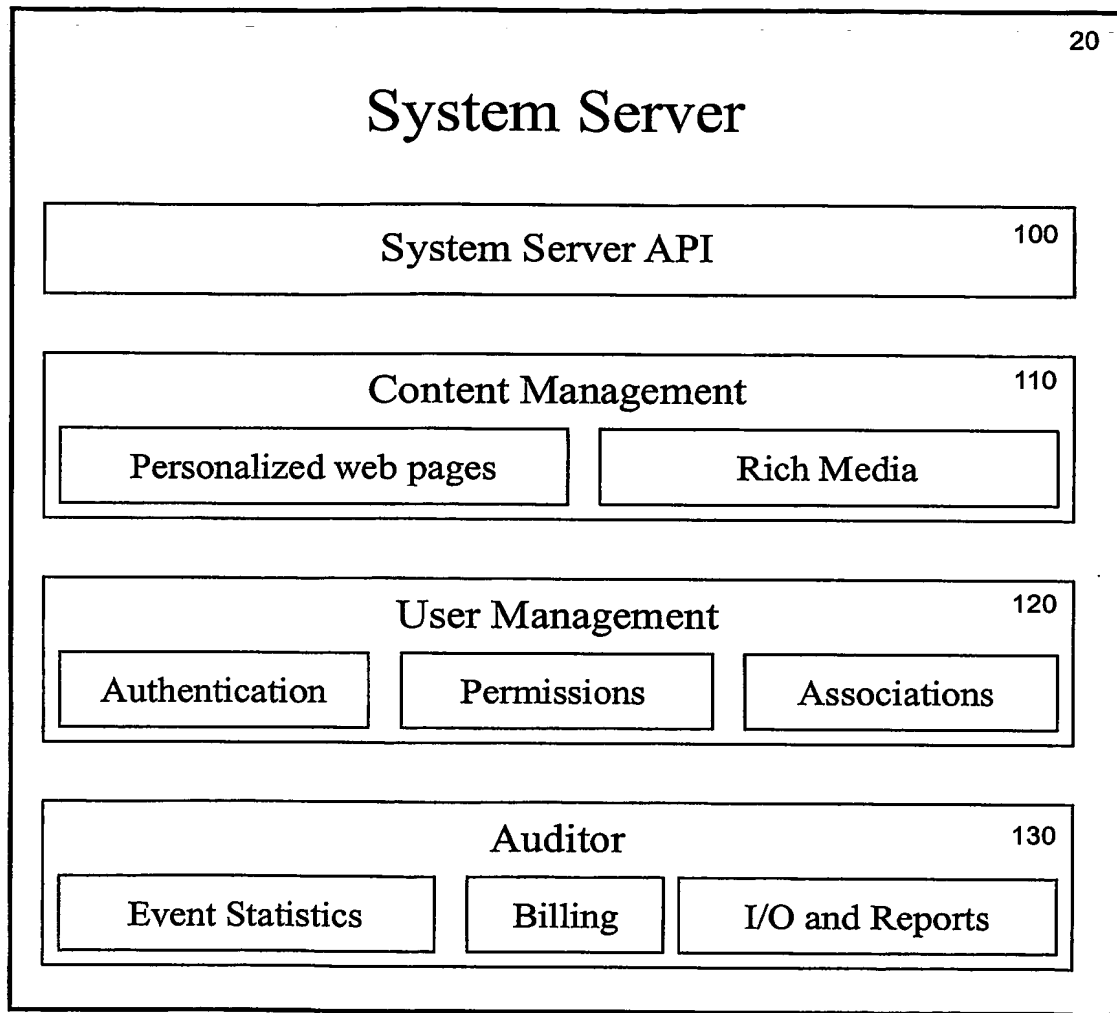 20
System Server
System Server API
100
Content Management
110
Personalized web pages
Rich Media
User Management
120
Authentication
Permissions
Associations
Auditor
130
Event Statistics
Billing
I/O and Reports